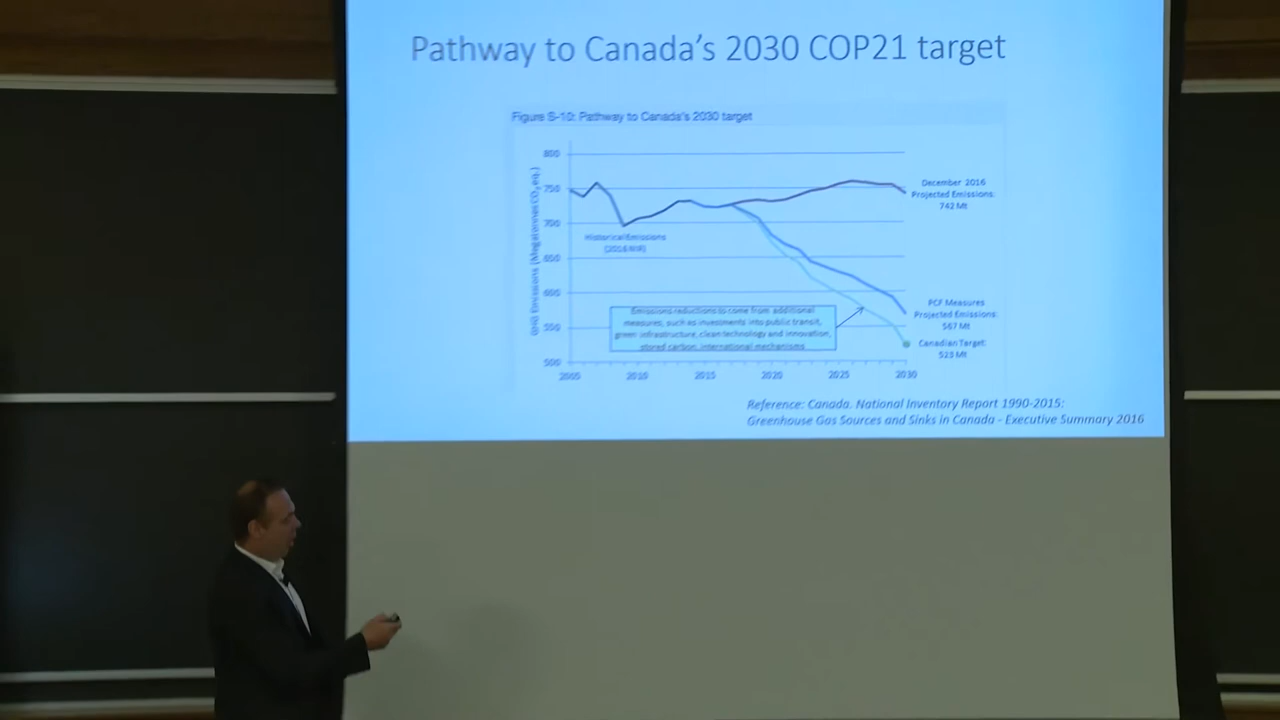 Pathway to Canada's 2030 COP21 target
Figure S-10: Pathway to Canada's 2030 target
GHG Emissions (Megatonnes CO₂ eq.)
800
750
700
650
600
550
500
2005
2010
2015
2020
2025
2030
Historical Emissions
(2016 NIR)
Emissions reductions to come from additional
measures, such as investments into public transit,
green infrastructure, clean technology and innovation,
stored carbon, international mechanisms
December 2016
Projected Emissions:
742 Mt
PCF Measures
Projected Emissions:
567 Mt
Canadian Target:
523 Mt
Reference: Canada. National Inventory Report 1990-2015:
Greenhouse Gas Sources and Sinks in Canada - Executive Summary 2016